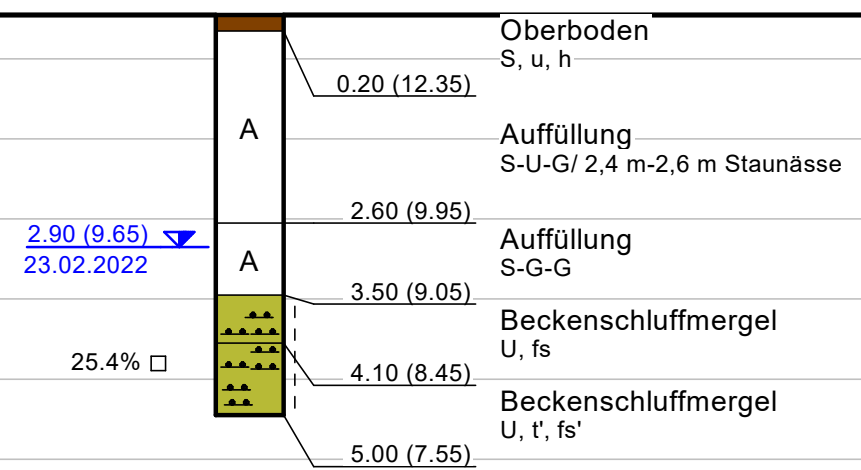 Oberboden
S, u, h
0.20 (12.35)
A
Auffüllung
S-U-G/ 2,4 m-2,6 m Staunässe
2.60 (9.95)
2.90 (9.65)
23.02.2022
A
Auffüllung
S-G-G
3.50 (9.05)
Beckenschluffmergel
U, fs
25.4%
4.10 (8.45)
Beckenschluffmergel
U, t', fs'
5.00 (7.55)